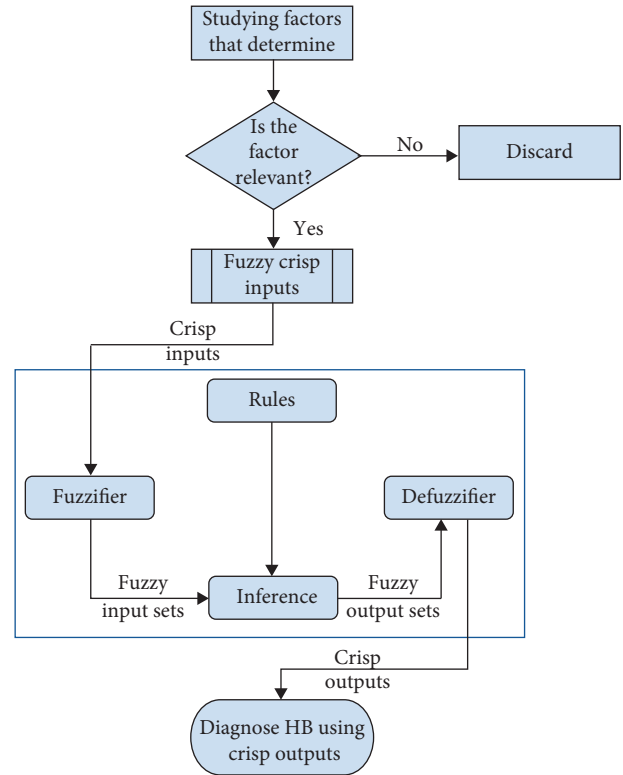 Studying factors
that determine
Is the
factor
relevant?
No
Discard
Yes
Fuzzy crisp
inputs
Crisp
inputs
Rules
Fuzzifier
Defuzzifier
Fuzzy
input sets
Inference
Fuzzy
output sets
Crisp
outputs
Diagnose HB using
crisp outputs